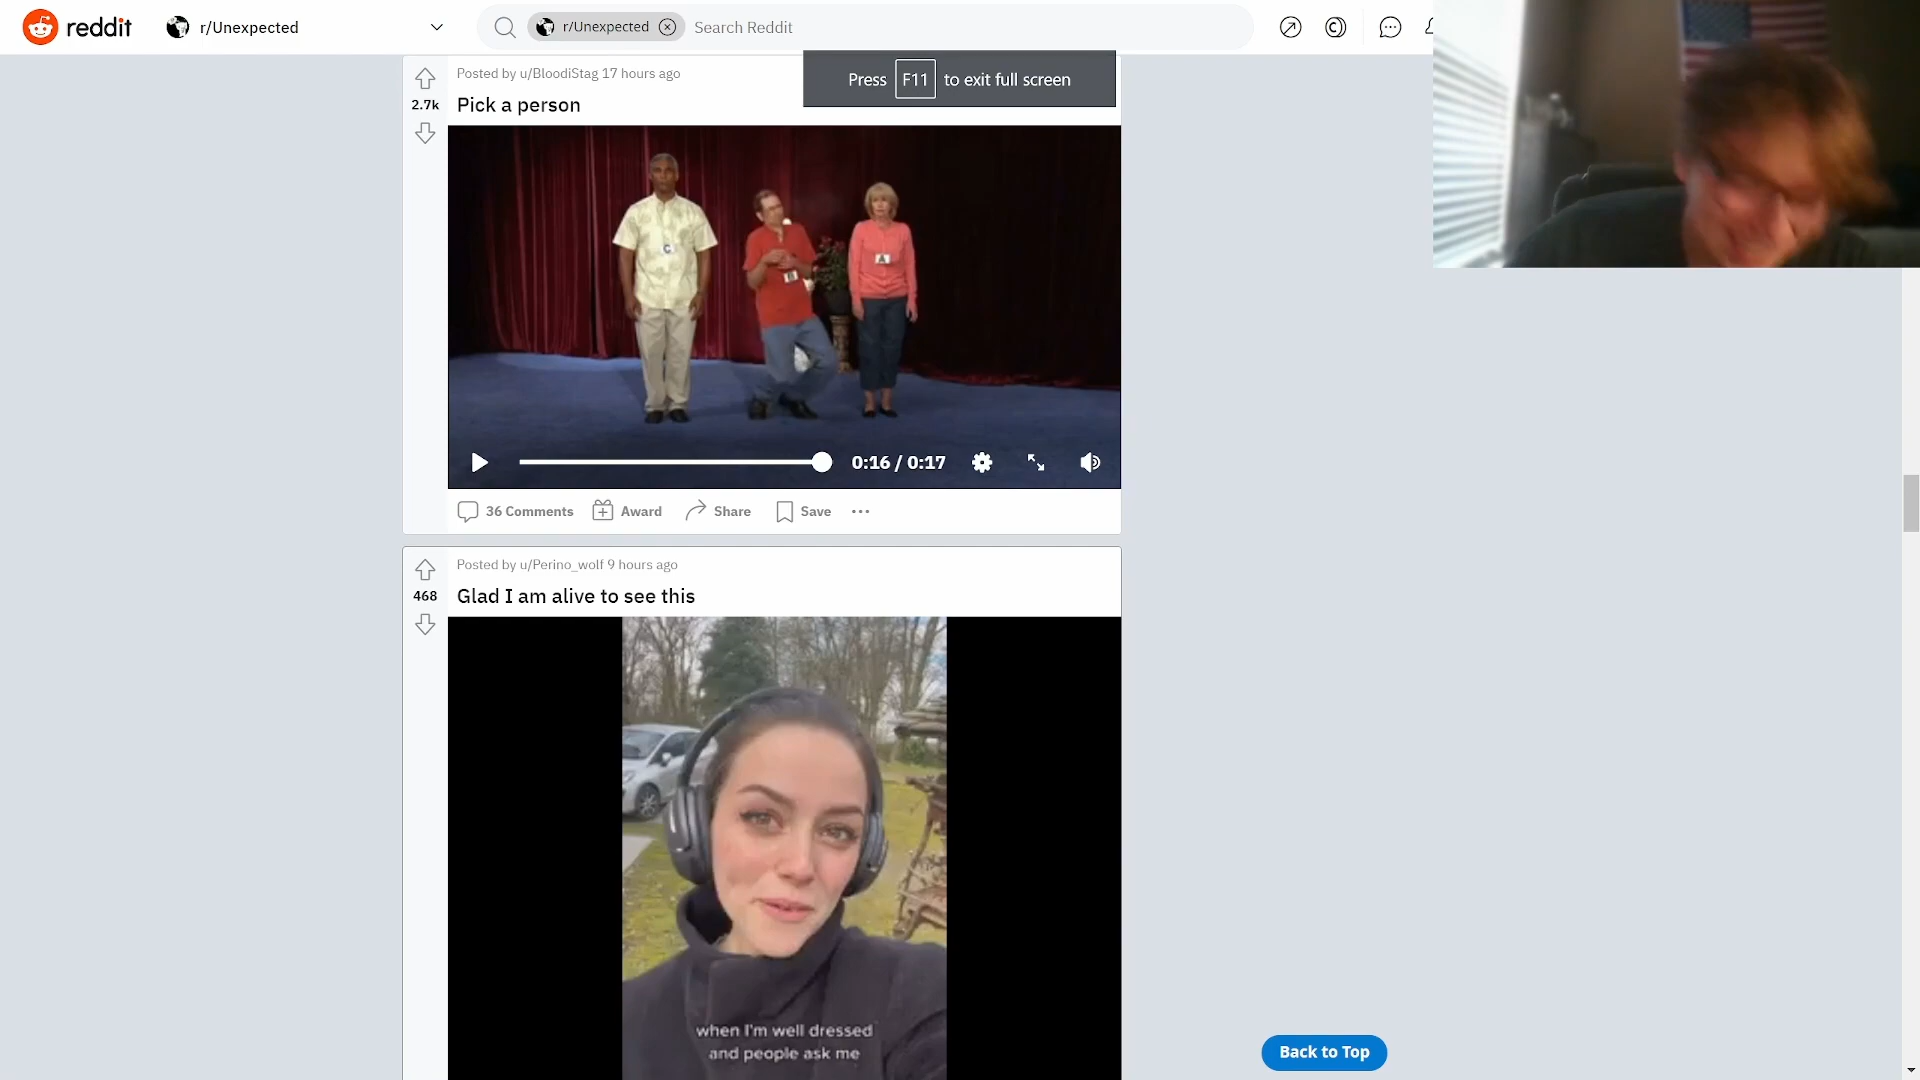 reddit
r/Unexpected
r/Unexpected
Search Reddit
Press F11 to exit full screen
Posted by u/BloodiStag 17 hours ago
2.7k
Pick a person
C
B
A
0:16 / 0:17
36 Comments
Award
Share
Save
Posted by u/Perino_wolf 9 hours ago
468
Glad I am alive to see this
when I'm well dressed
and people ask me
Back to Top